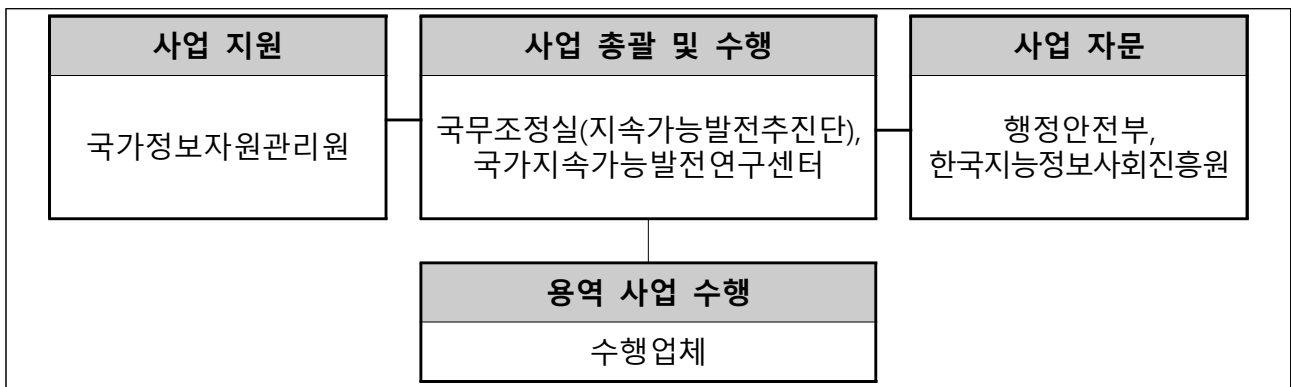 사업 지원
국가정보자원관리원
사업 총괄 및 수행
국무조정실(지속가능발전추진단),
국가지속가능발전연구센터
사업 자문
행정안전부,
한국지능정보사회진흥원
용역 사업 수행
수행업체